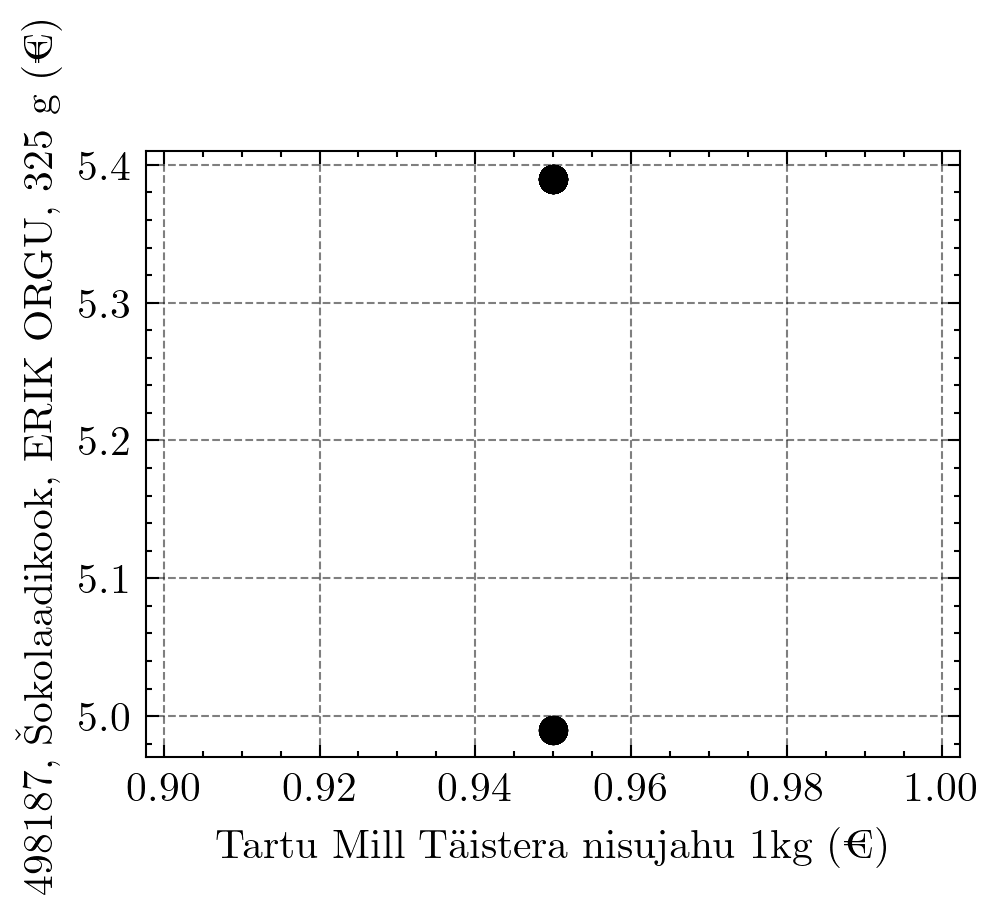 498187, Šokolaadikook, ERIK ORGU, 325 g (€)
5.4
5.3
5.2
5.1
5.0
0.90 0.92 0.94 0.96 0.98 1.00
Tartu Mill Täistera nisujahu 1kg (€)